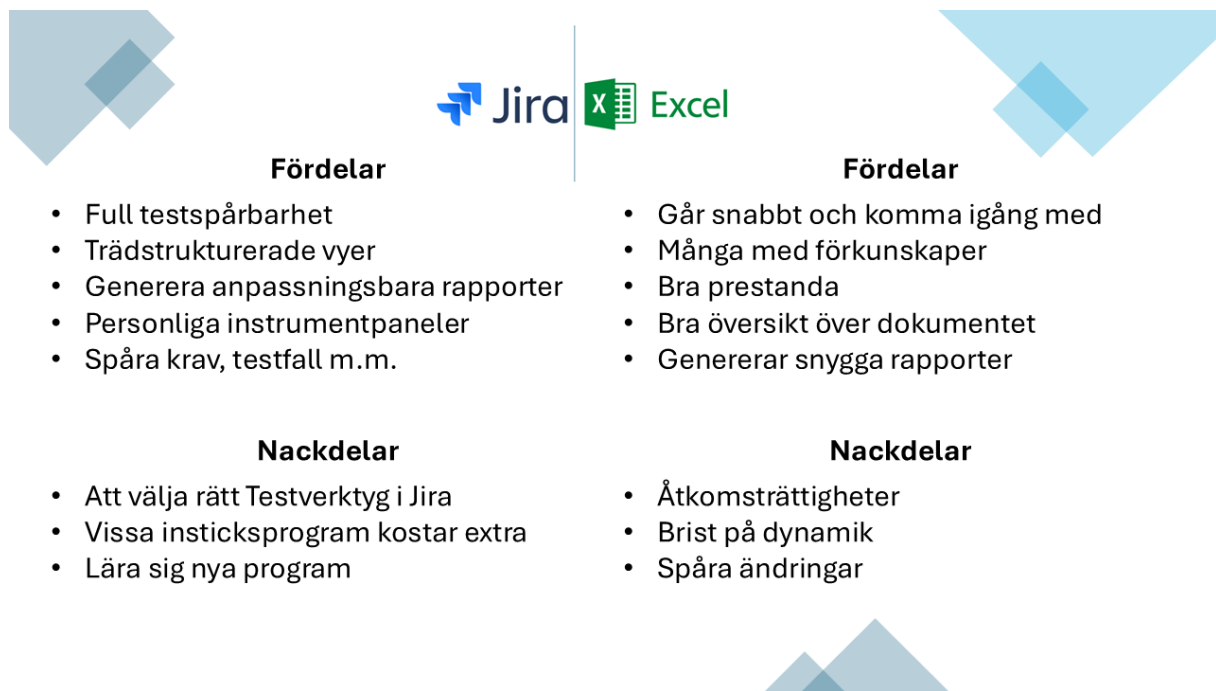 Jira
Fördelar
• Full testspårbarhet
• Trädstrukturerade vyer
• Generera anpassningsbara rapporter
• Personliga instrumentpaneler
• Spåra krav, testfall m.m.
Nackdelar
• Att välja rätt Testverktyg i Jira
• Vissa insticksprogram kostar extra
• Lära sig nya program
X Excel
Fördelar
• Går snabbt och komma igång med
• Många med förkunskaper
• Bra prestanda
• Bra översikt över dokumentet
• Genererar snygga rapporter
Nackdelar
• Åtkomsträttigheter
• Brist på dynamik
• Spåra ändringar